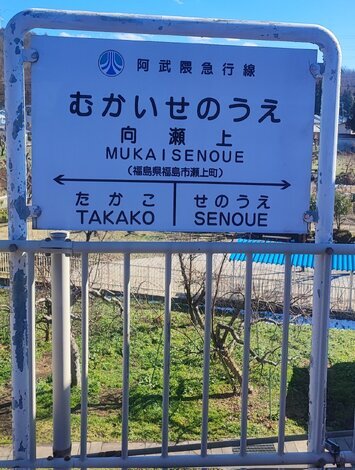 阿武隈急行線
むかいせのうえ
向瀬上
MUKAISENOUE
(福島県福島市瀬上町)
たかこ せのうえ
TAKAKO SENOUE